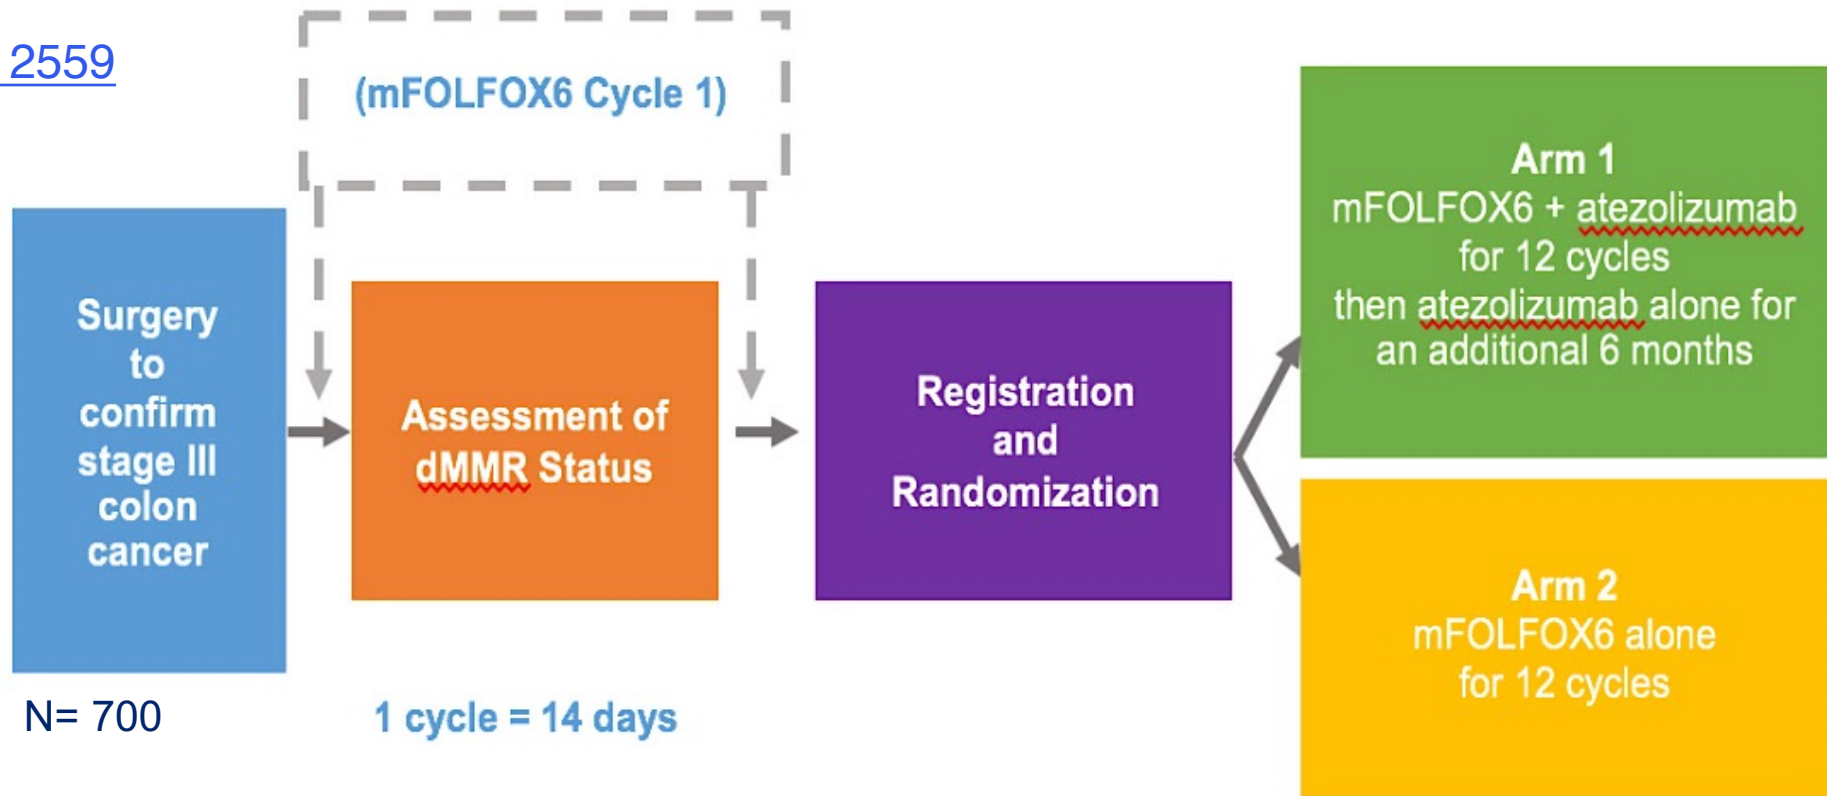 2559
(mFOLFOX6 Cycle 1)
Surgery
to
confirm
stage III
colon
cancer
Assessment of
dMMR Status
Registration
and
Randomization
Arm 1
mFOLFOX6 + atezolizumab
for 12 cycles
then atezolizumab alone for
an additional 6 months
Arm 2
mFOLFOX6 alone
for 12 cycles
N= 700
1 cycle = 14 days